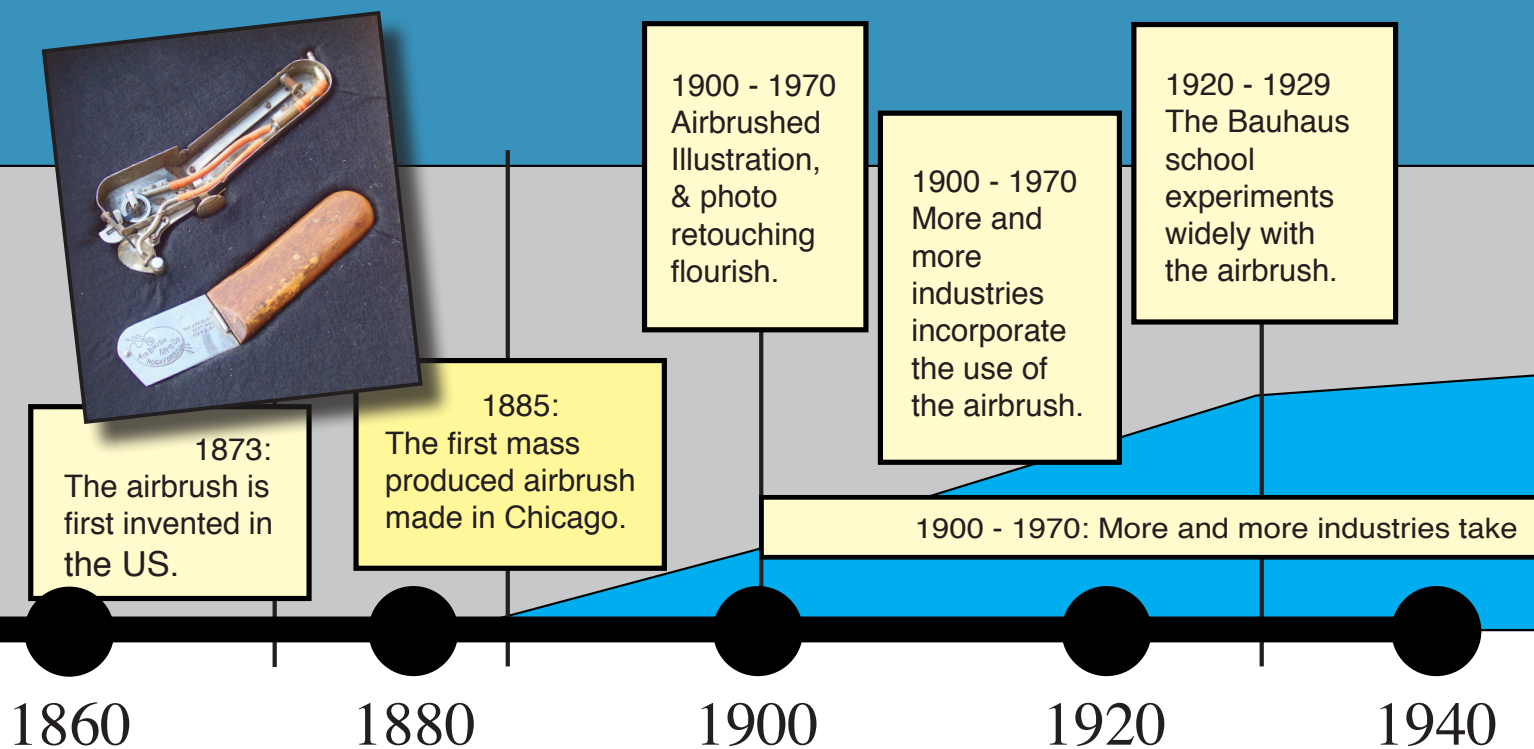 1873:
The airbrush is
first invented in
the US.
1885:
The first mass
produced airbrush
made in Chicago.
1900 - 1970
Airbrushed
Illustration,
& photo
retouching
flourish.
1900 - 1970
More and
more
industries
incorporate
the use of
the airbrush.
1920 - 1929
The Bauhaus
school
experiments
widely with
the airbrush.
1900 - 1970: More and more industries take
AIRBRUSH
1860
1880
1900
1920
1940